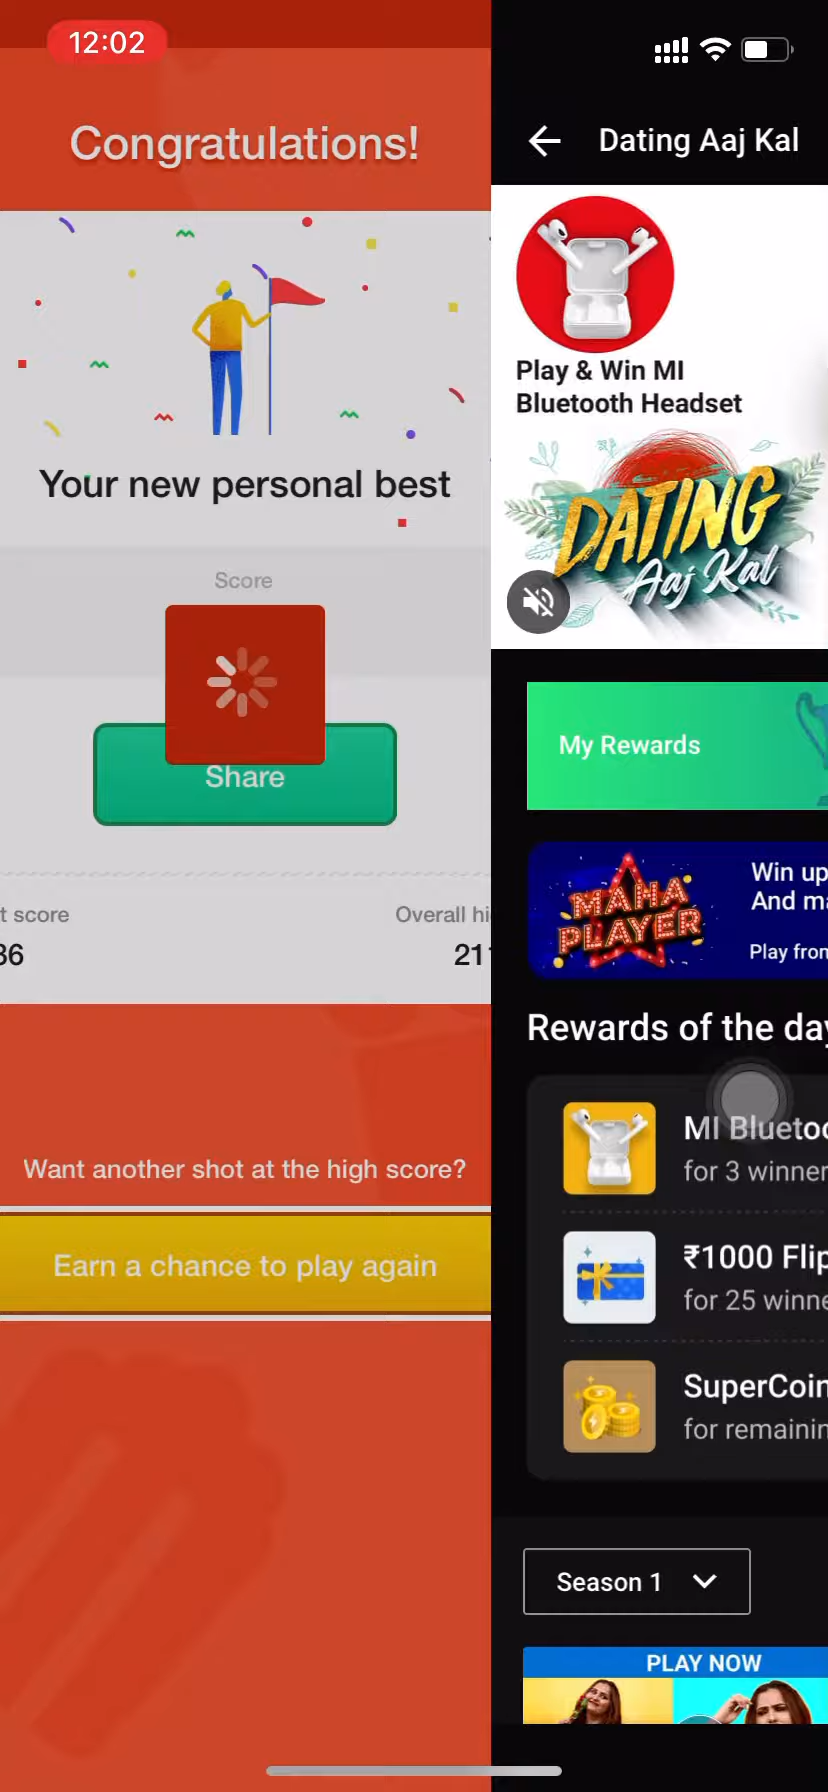 12:02
Congratulations!
Your new personal best
Score
Share
t score
36
Overall hi
211
Want another shot at the high score?
Earn a chance to play again
Dating Aaj Kal
Play & Win MI
Bluetooth Headset
DATING
Aaj Kal
My Rewards
MAHA
PLAYER
Win up
And ma
Play from
Rewards of the day
MI Bluetoo
for 3 winner
₹1000 Flip
for 25 winne
SuperCoin
for remainin
Season 1
PLAY NOW